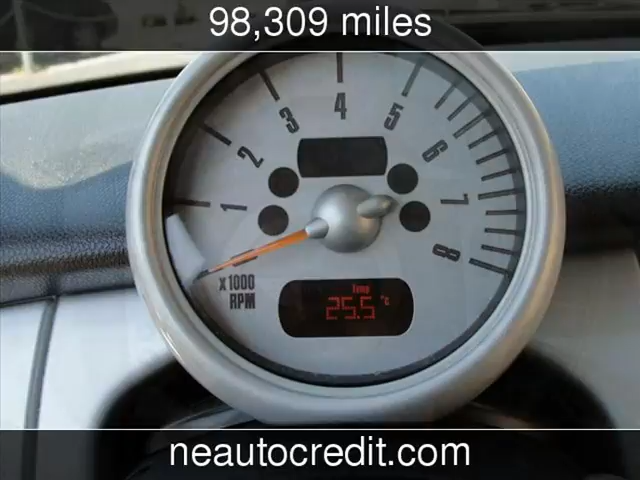 98,309 miles
1 2 3 4 5 6 7 8
x1000
RPM
Temp
25.5 °C
neautocredit.com